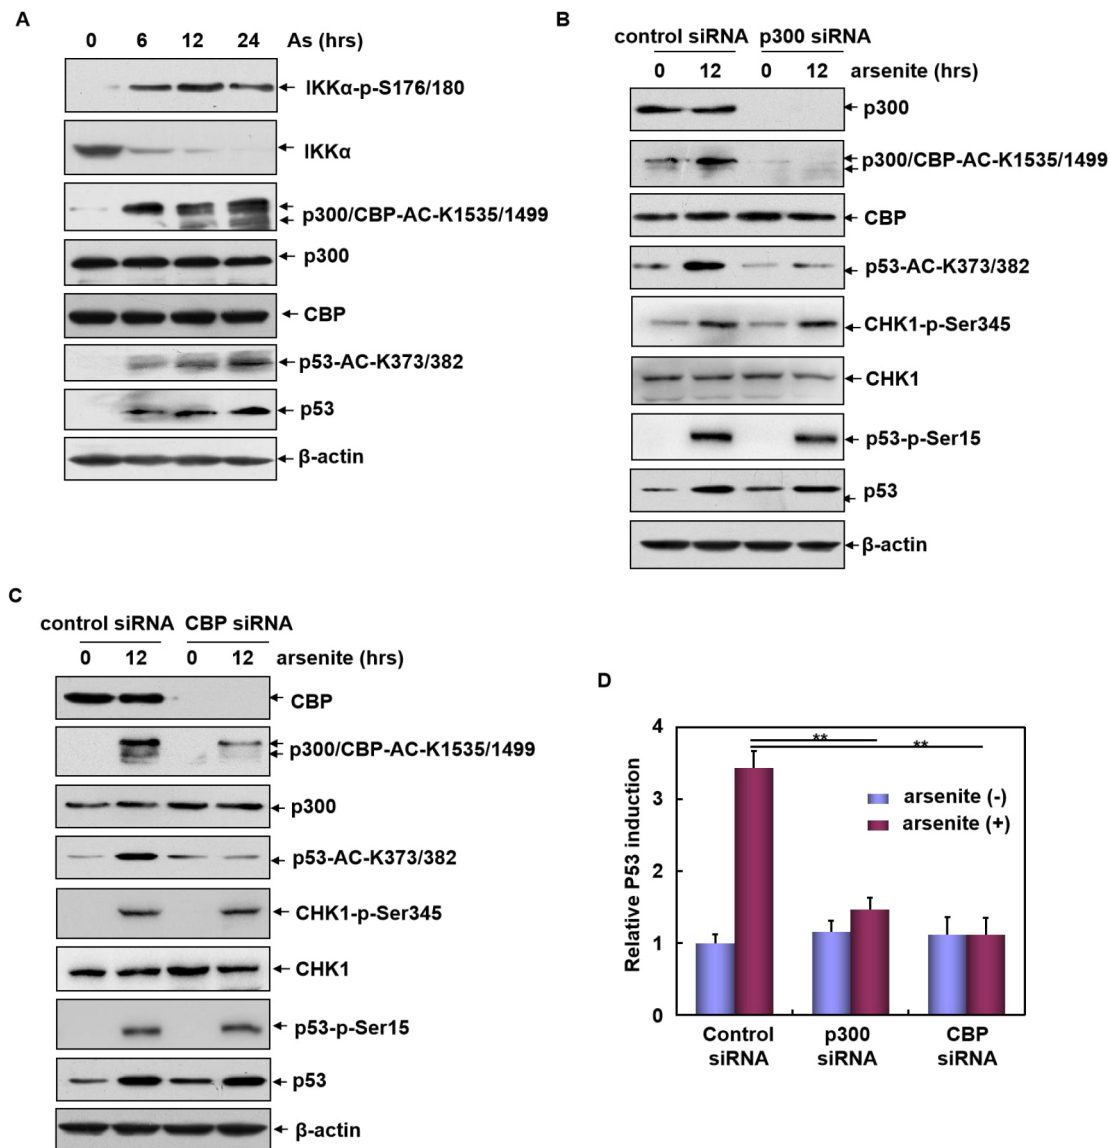 A
0 6 12 24 As (hrs)
IKKα-p-S176/180
IKKα
p300/CBP-AC-K1535/1499
p300
CBP
p53-AC-K373/382
p53
β-actin
B
control siRNA p300 siRNA
0 12 0 12 arsenite (hrs)
p300
p300/CBP-AC-K1535/1499
CBP
p53-AC-K373/382
CHK1-p-Ser345
CHK1
p53-p-Ser15
p53
β-actin
C
control siRNA CBP siRNA
0 12 0 12 arsenite (hrs)
CBP
p300/CBP-AC-K1535/1499
p300
p53-AC-K373/382
CHK1-p-Ser345
CHK1
p53-p-Ser15
p53
β-actin
D
Relative P53 induction
4
3
2
1
0
**
**
arsenite (-)
arsenite (+)
Control siRNA
p300 siRNA
CBP siRNA